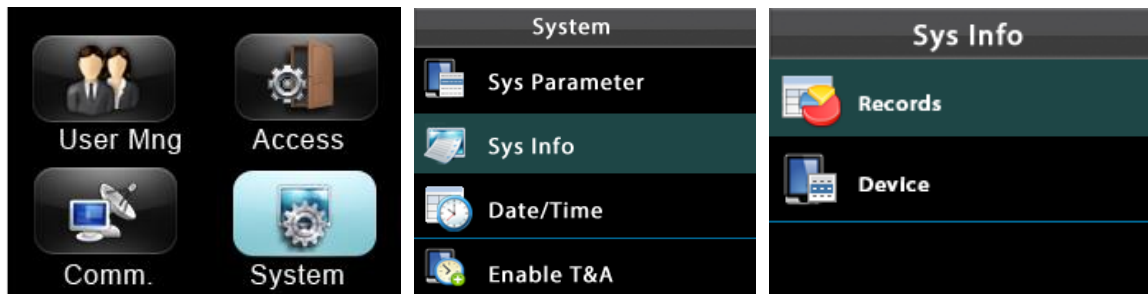 User Mng
Access
Comm.
System
System
Sys Parameter
Sys Info
Date/Time
Enable T&A
Sys Info
Records
Device